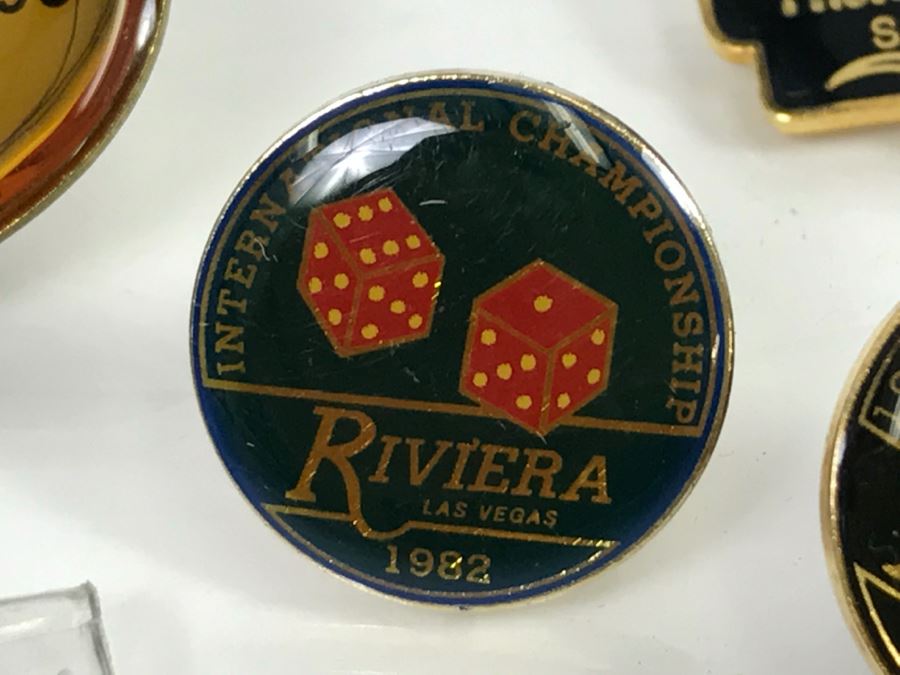 INTERNATIONAL CHAMPIONSHIP
RIVIERA
LAS VEGAS
1982